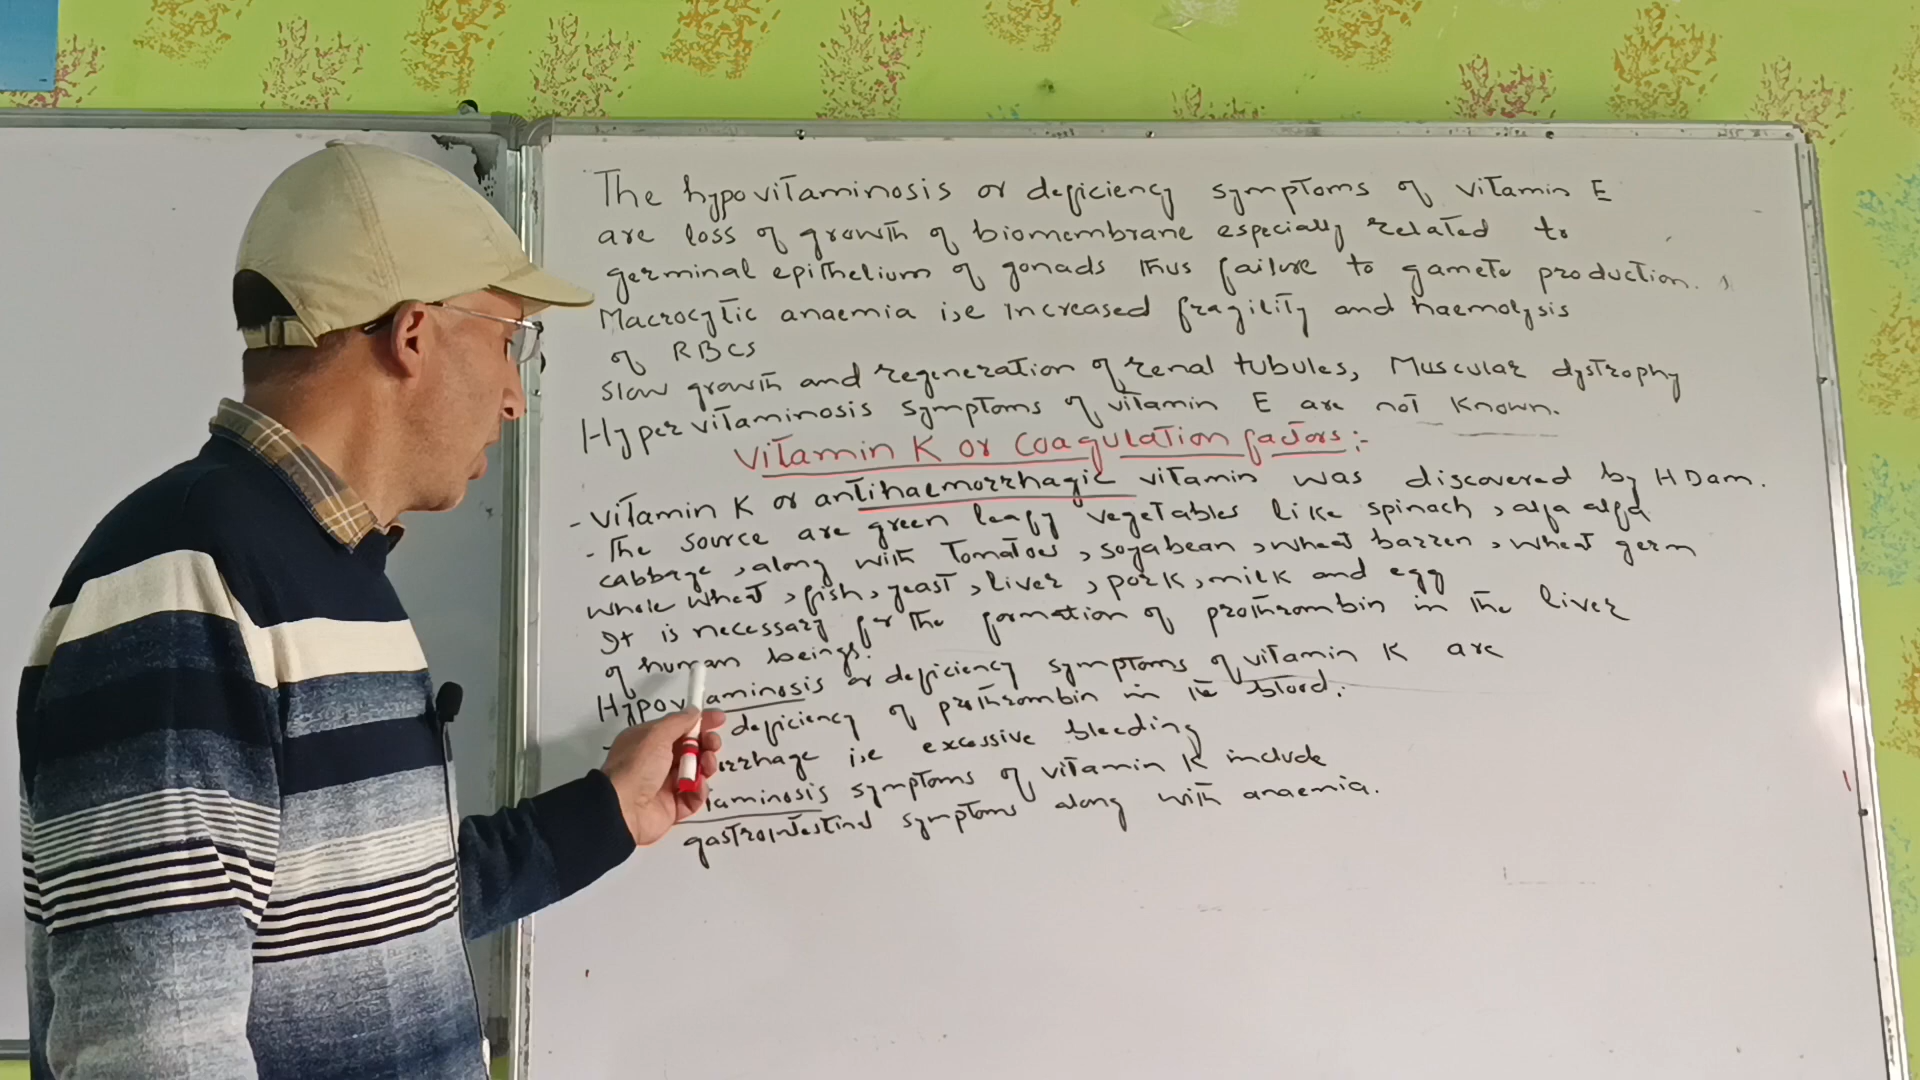 The hypovitaminosis or deficiency symptoms of vitamin E
are loss of growth of biomembrane especially related to
germinal epithelium of gonads thus failure to gamete production.
Macrocytic anaemia i,e increased fragility and haemolysis
of RBCs
slow growth and regeneration of renal tubules, Muscular dystrophy
Hypervitaminosis symptoms of vitamin E are not known.
Vitamin K or coagulation factors:-
- Vitamin K or antihaemorrhagic vitamin was discovered by H Dam.
- The source are green leafy vegetables like spinach, alfa alfa
cabbage, along with Tomatoes, soyabean, wheat barren, wheat germ
whole wheat, fish, yeast, liver, pork, milk and egg
It is necessary for the formation of prothrombin in the liver
of human beings.
Hypov aminosis or deficiency symptoms of vitamin K are
deficiency of prothrombin in the blood.
rrhage i,e excessive bleeding
taminosis symptoms of vitamin K include
gastrointestinal symptoms along with anaemia.